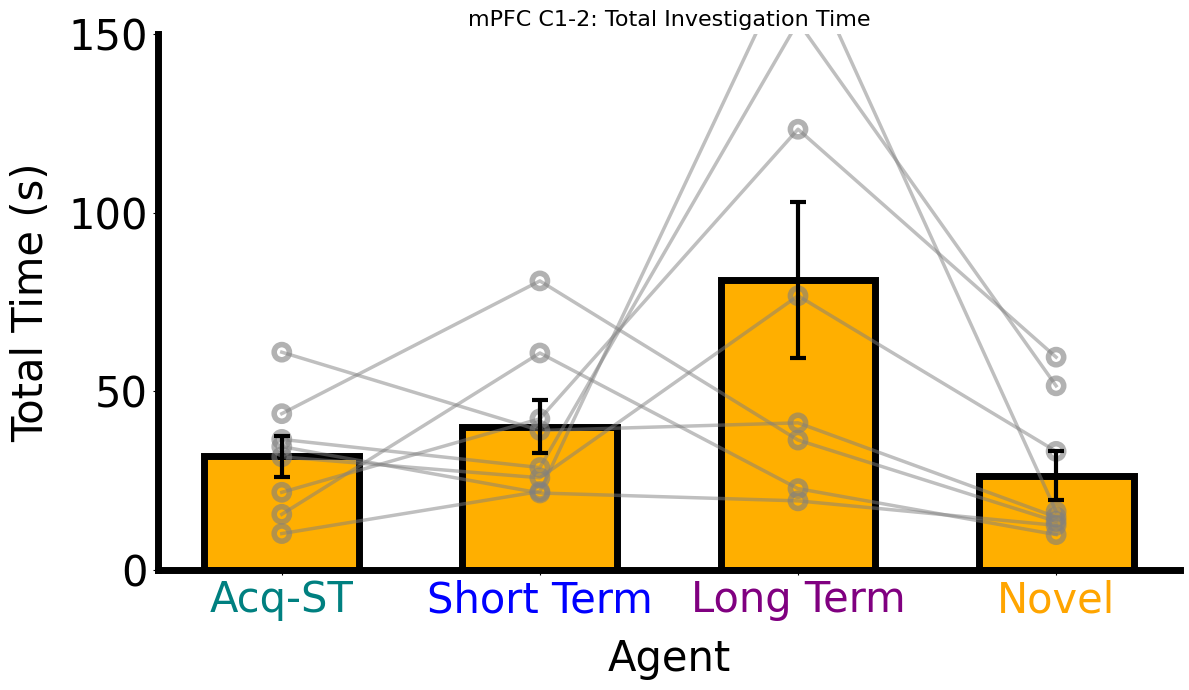 mPFC C1-2: Total Investigation Time
150
100
50
0
Total Time (s)
Acq-ST Short Term Long Term Novel
Agent